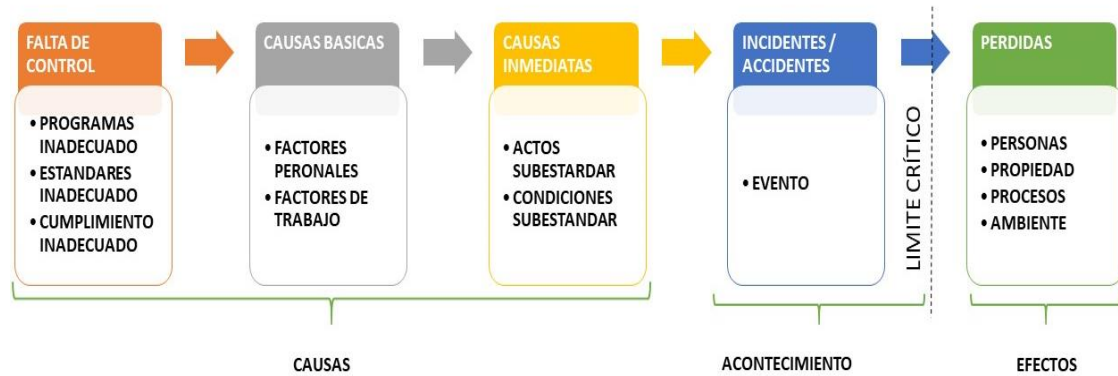 FALTA DE
CONTROL
• PROGRAMAS
INADECUADO
• ESTANDARES
INADECUADO
• CUMPLIMIENTO
INADECUADO
CAUSAS BASICAS
• FACTORES
PERONALES
• FACTORES DE
TRABAJO
CAUSAS
INMEDIATAS
• ACTOS
SUBESTARDAR
• CONDICIONES
SUBESTANDAR
INCIDENTES /
ACCIDENTES
• EVENTO
LIMITE CRÍTICO
PERDIDAS
• PERSONAS
• PROPIEDAD
• PROCESOS
• AMBIENTE
CAUSAS
ACONTECIMIENTO
EFECTOS